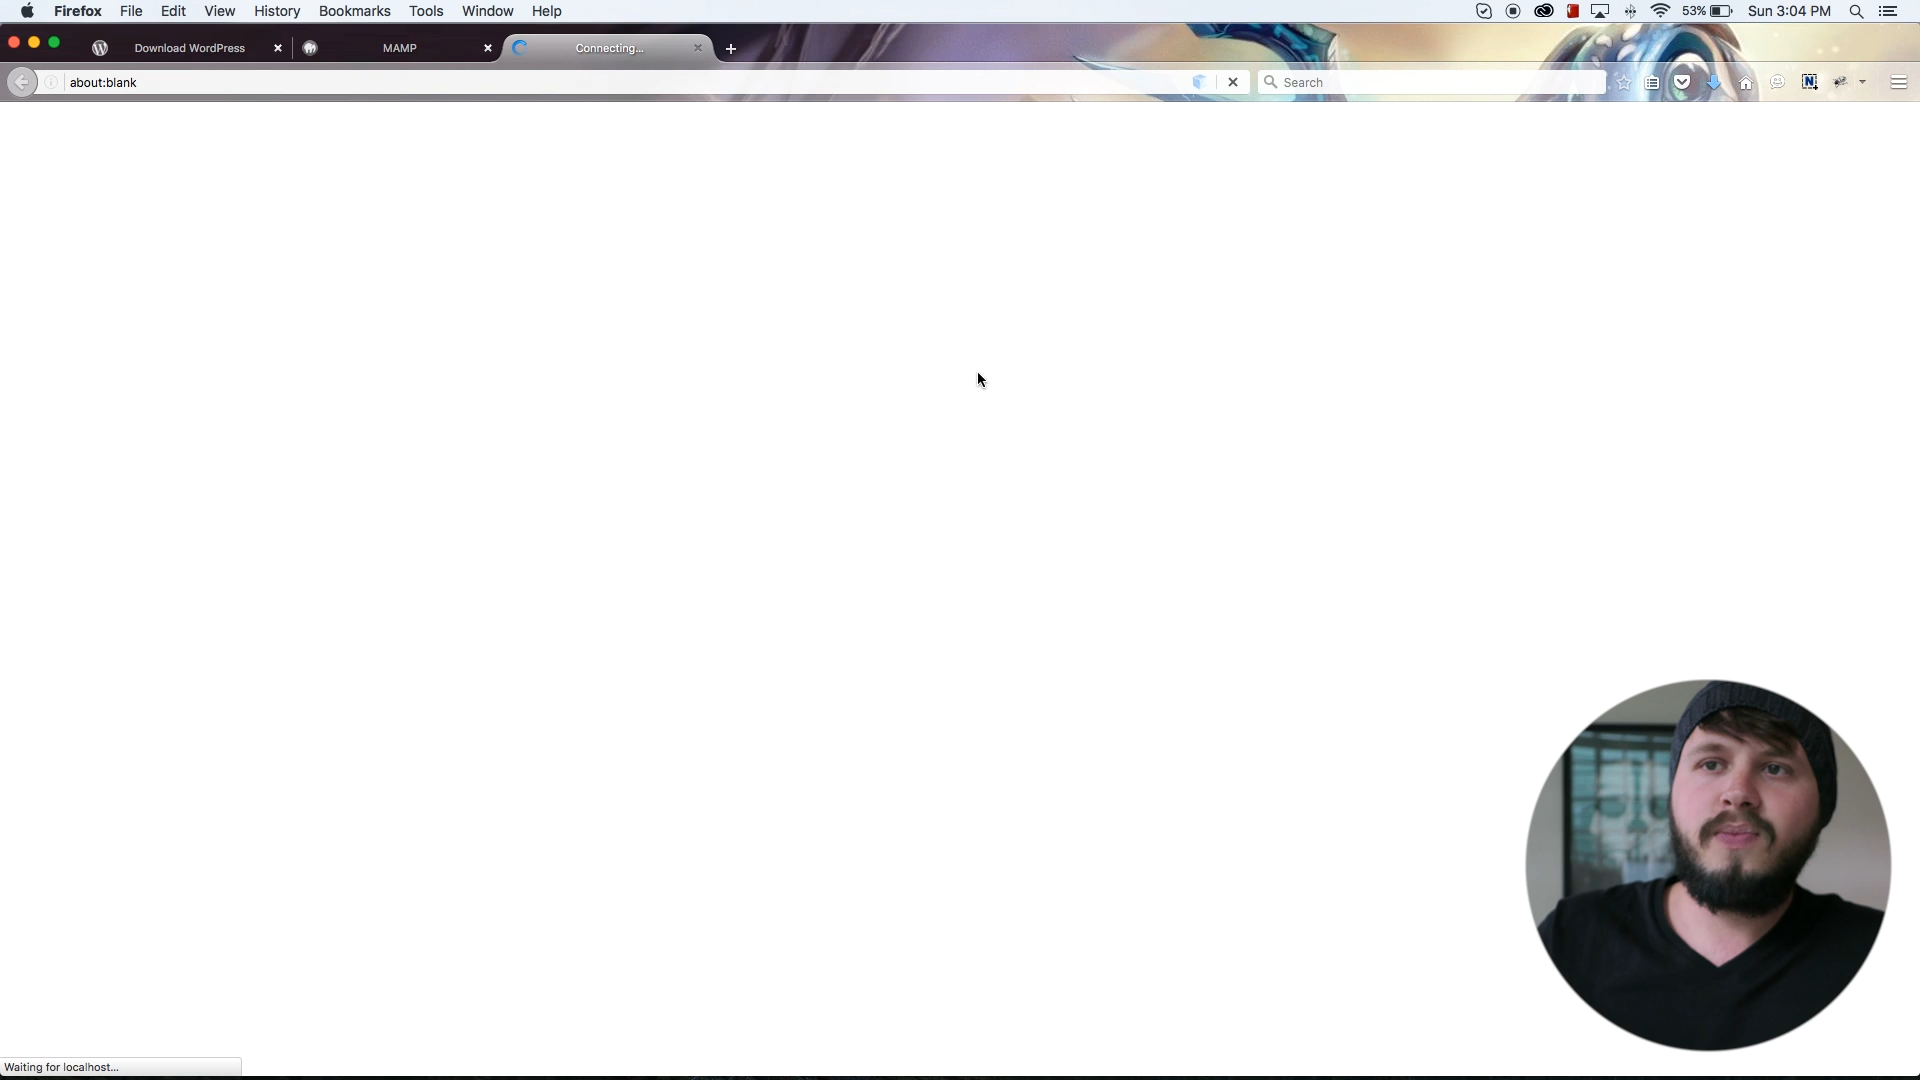 Firefox File Edit View History Bookmarks Tools Window Help 53% Sun 3:04 PM
Download WordPress MAMP Connecting...
about:blank Search
Waiting for localhost...